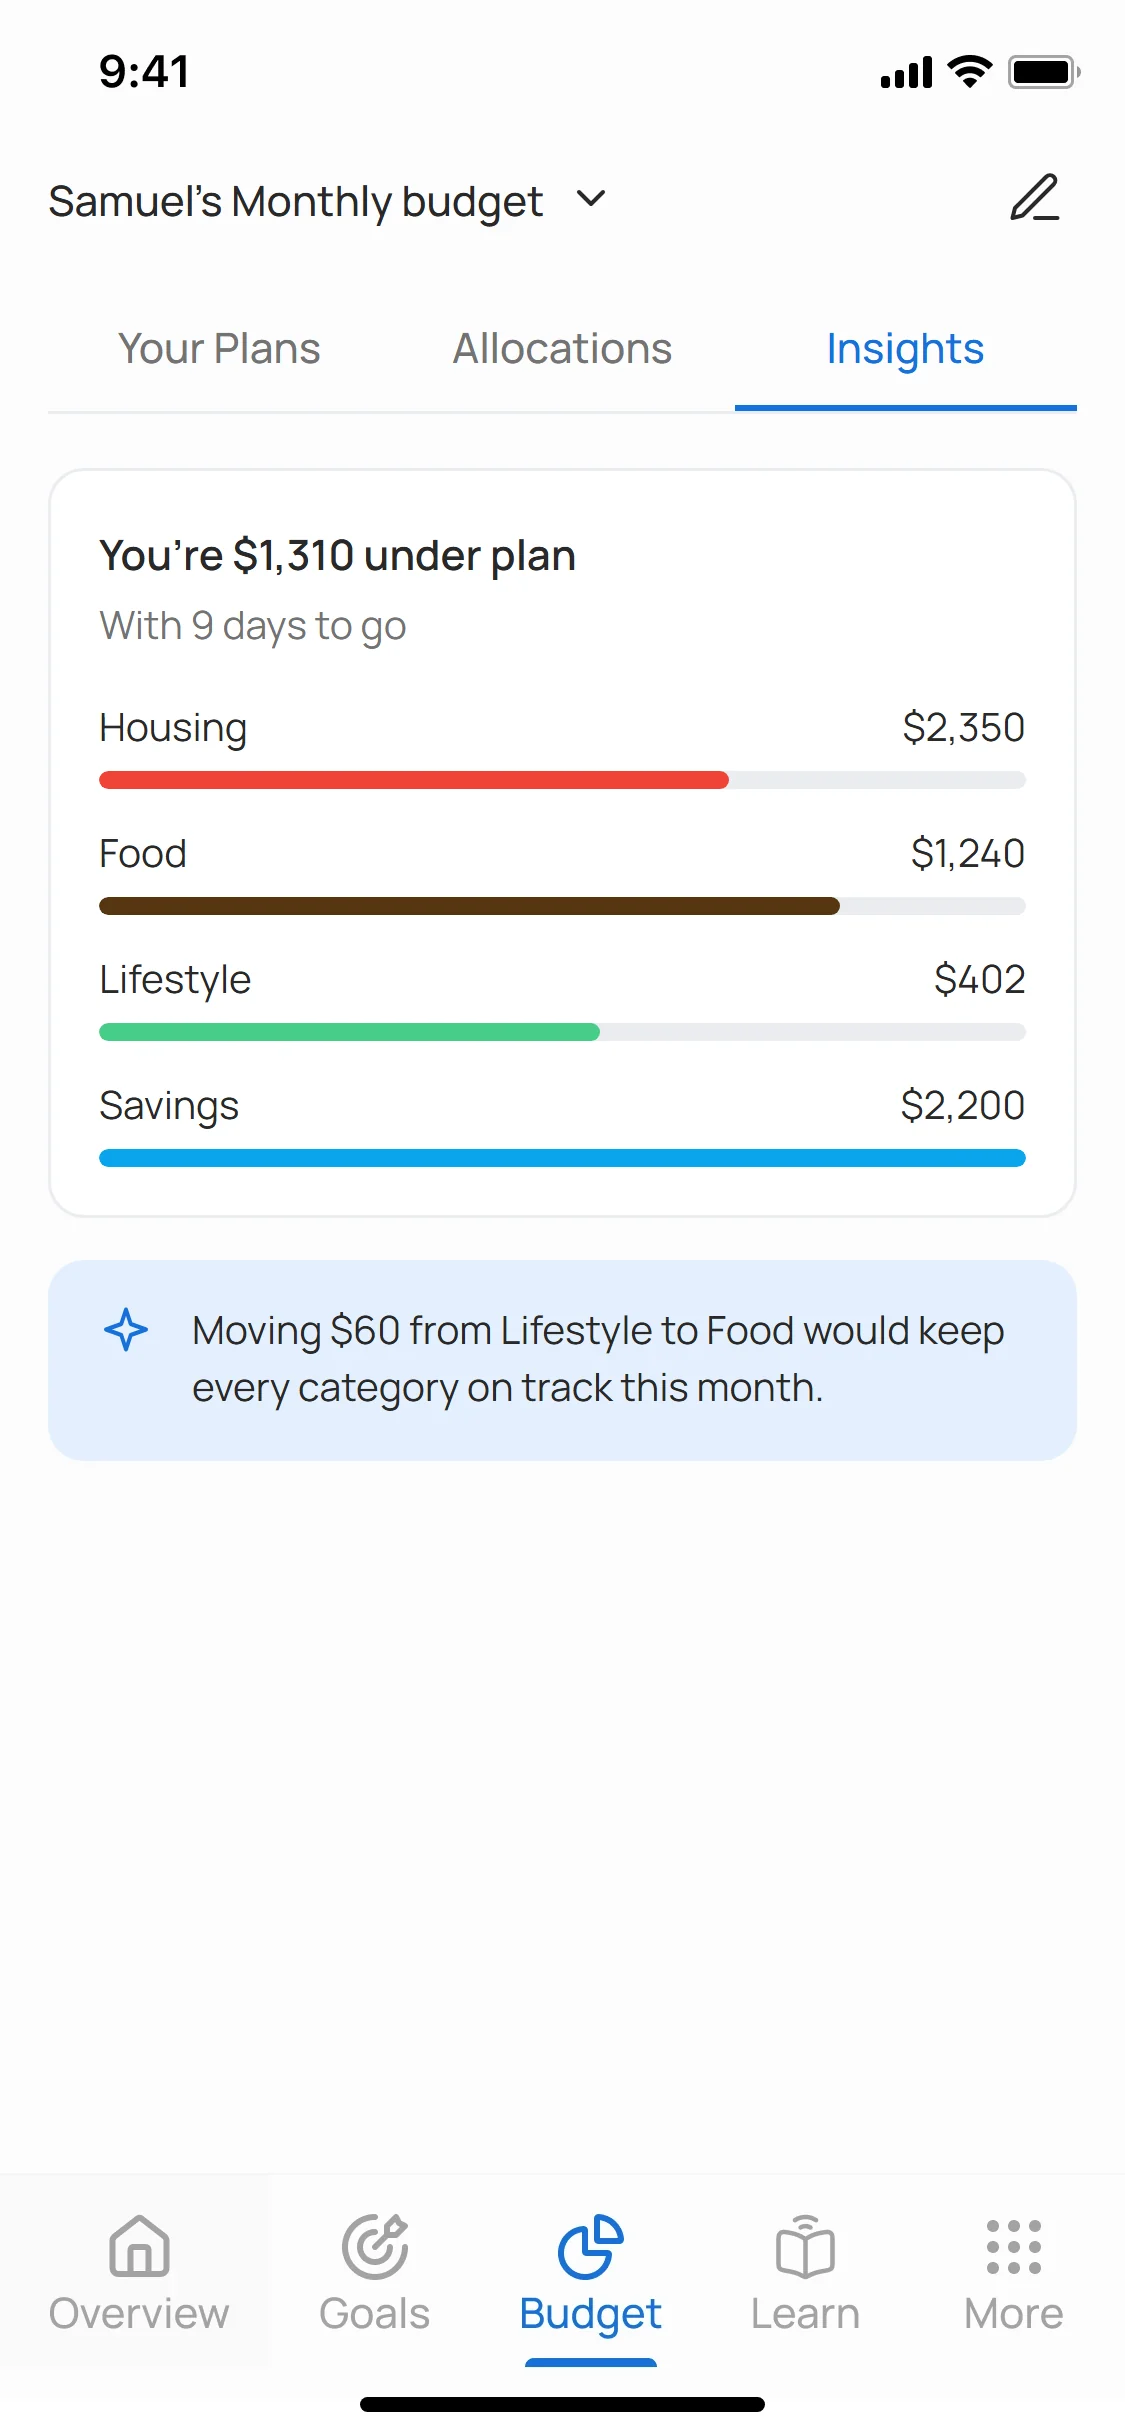 9:41
Samuel’s Monthly budget
Your Plans
Allocations
Insights
You’re $1,310 under plan
With 9 days to go
Housing
$2,350
Food
$1,240
Lifestyle
$402
Savings
$2,200
Moving $60 from Lifestyle to Food would keep
every category on track this month.
Overview
Goals
Budget
Learn
More